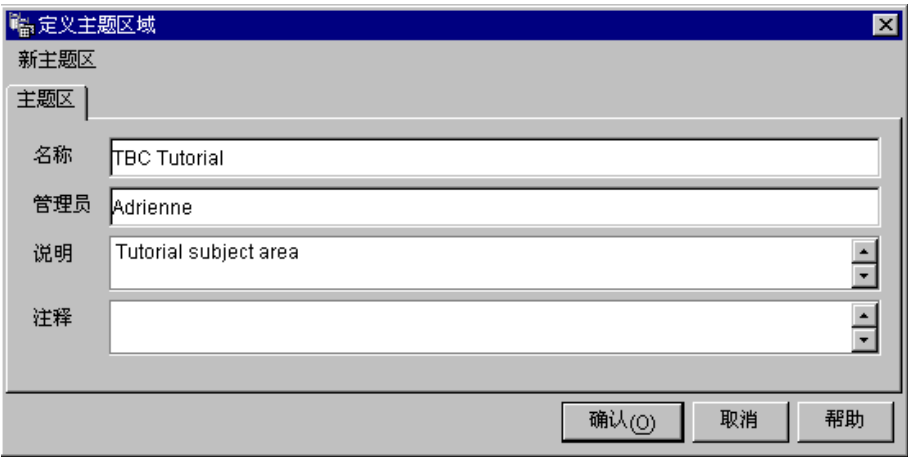 定义主题区域
新主题区
主题区
名称 TBC Tutorial
管理员 Adrienne
说明 Tutorial subject area
注释
确认(O) 取消 帮助